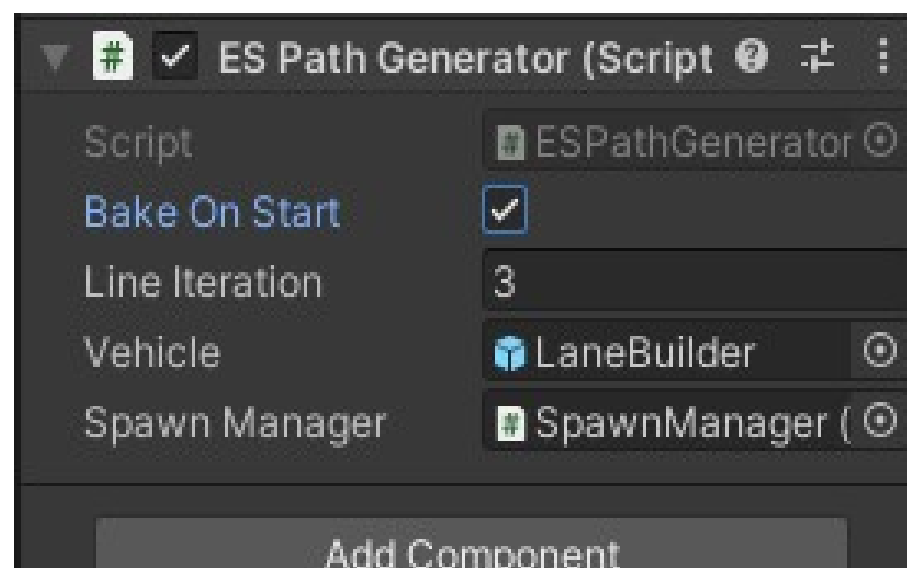 ES Path Generator (Script
Script ESPathGenerator
Bake On Start
Line Iteration 3
Vehicle LaneBuilder
Spawn Manager SpawnManager (
Add Component